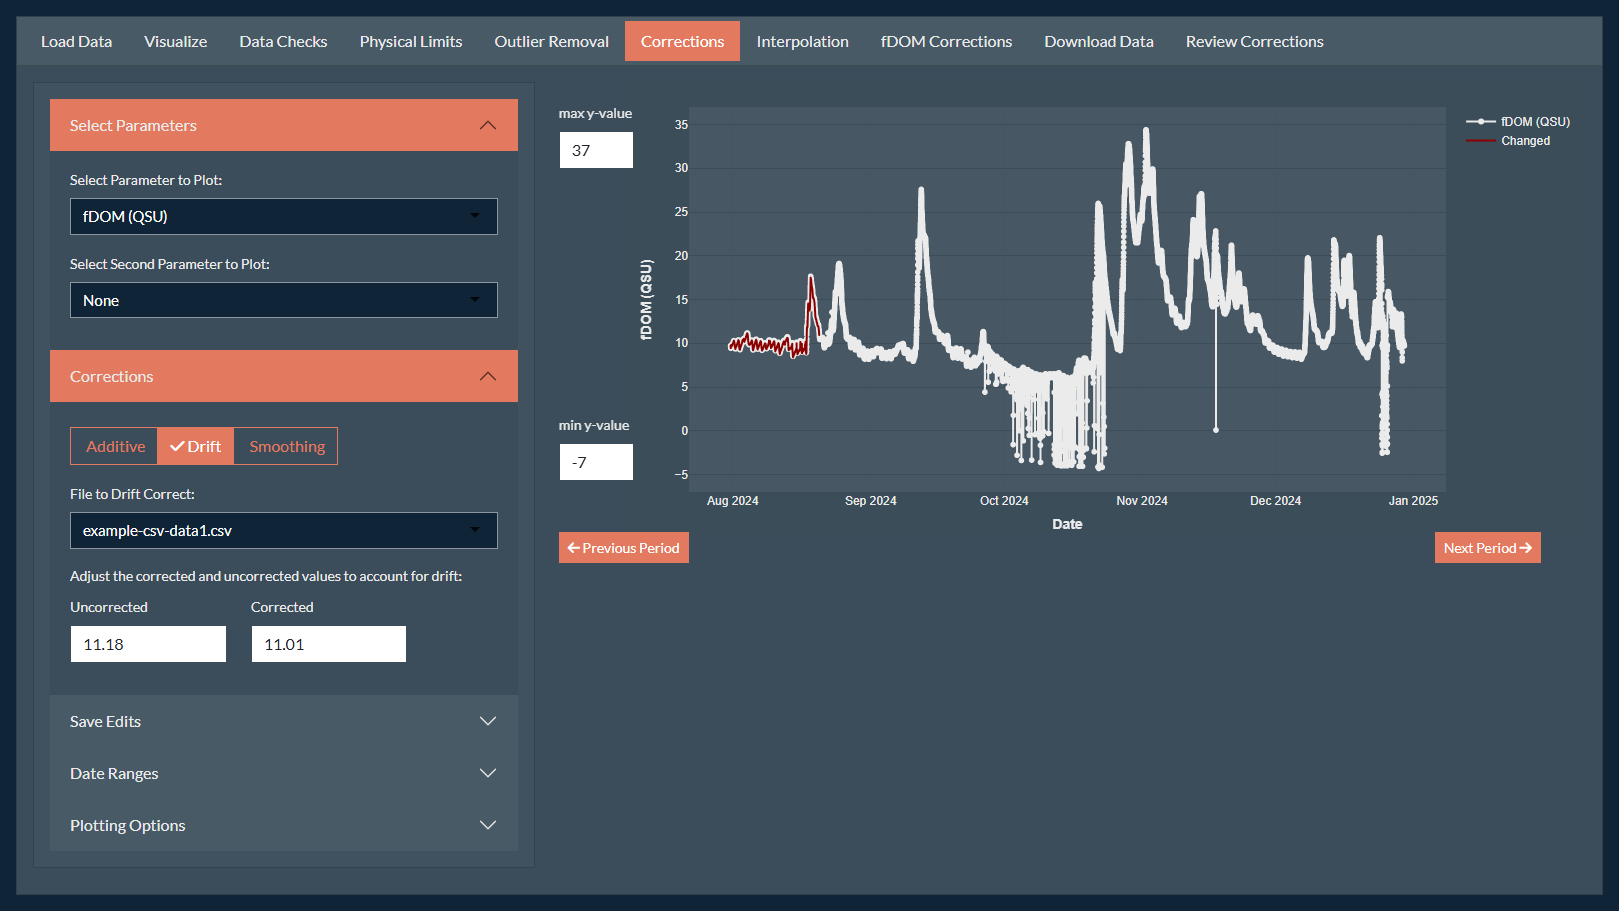 Load Data
Visualize
Data Checks
Physical Limits
Outlier Removal
Corrections
Interpolation
fDOM Corrections
Download Data
Review Corrections
Select Parameters
Select Parameter to Plot:
fDOM (QSU)
Select Second Parameter to Plot:
None
Corrections
Additive
Drift
Smoothing
File to Drift Correct:
example-csv-data1.csv
Adjust the corrected and uncorrected values to account for drift:
Uncorrected
Corrected
11.18
11.01
Save Edits
Date Ranges
Plotting Options
max y-value
37
min y-value
-7
fDOM (QSU)
35
30
25
20
15
10
5
0
−5
Aug 2024
Sep 2024
Oct 2024
Nov 2024
Dec 2024
Jan 2025
Date
fDOM (QSU)
Changed
Previous Period
Next Period